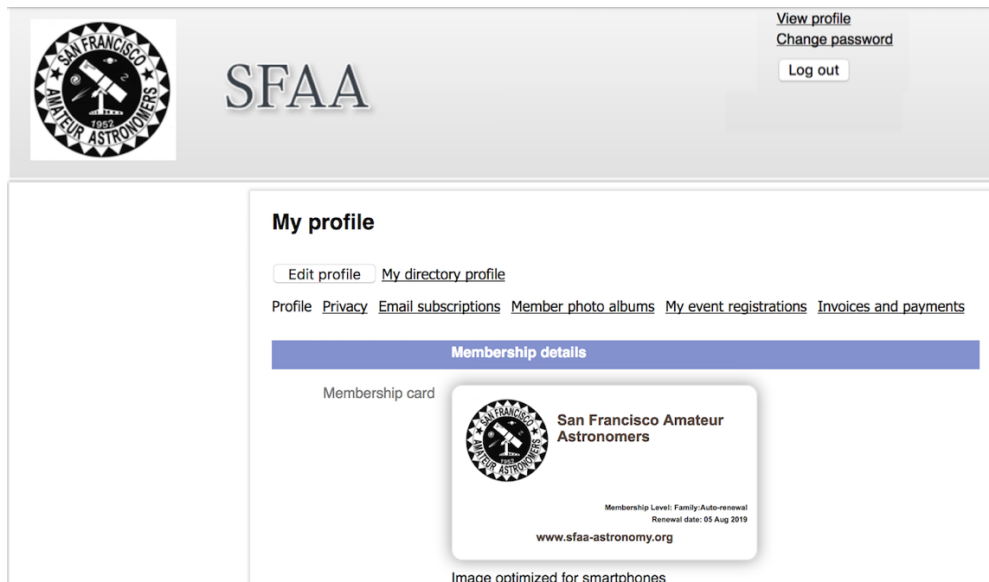 SAN FRANCISCO
AMATEUR ASTRONOMERS
1952
SFAA
View profile
Change password
Log out
My profile
Edit profile My directory profile
Profile Privacy Email subscriptions Member photo albums My event registrations Invoices and payments
Membership details
Membership card
SAN FRANCISCO
AMATEUR ASTRONOMERS
1952
San Francisco Amateur
Astronomers
Membership Level: Family:Auto-renewal
Renewal date: 05 Aug 2019
www.sfaa-astronomy.org
Image optimized for smartphones